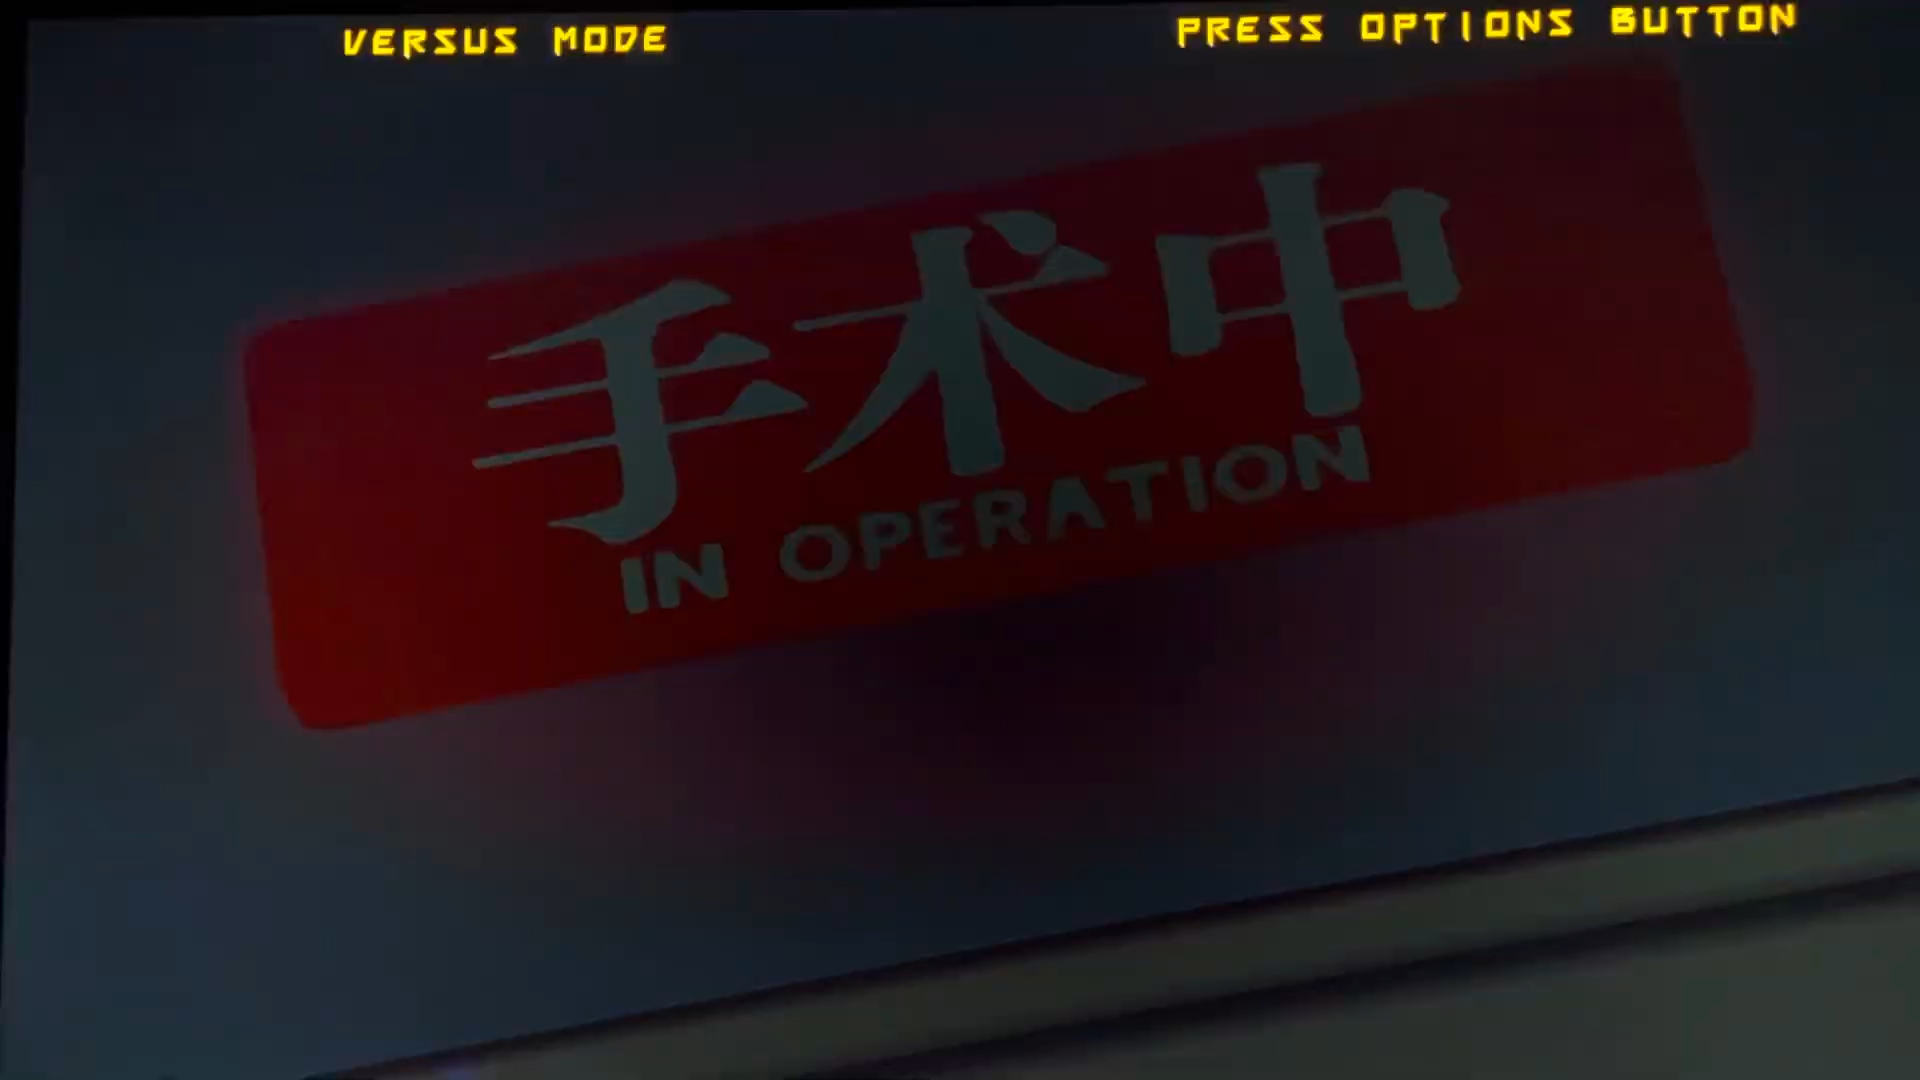 VERSUS MODE
PRESS OPTIONS BUTTON
手术中
IN OPERATION